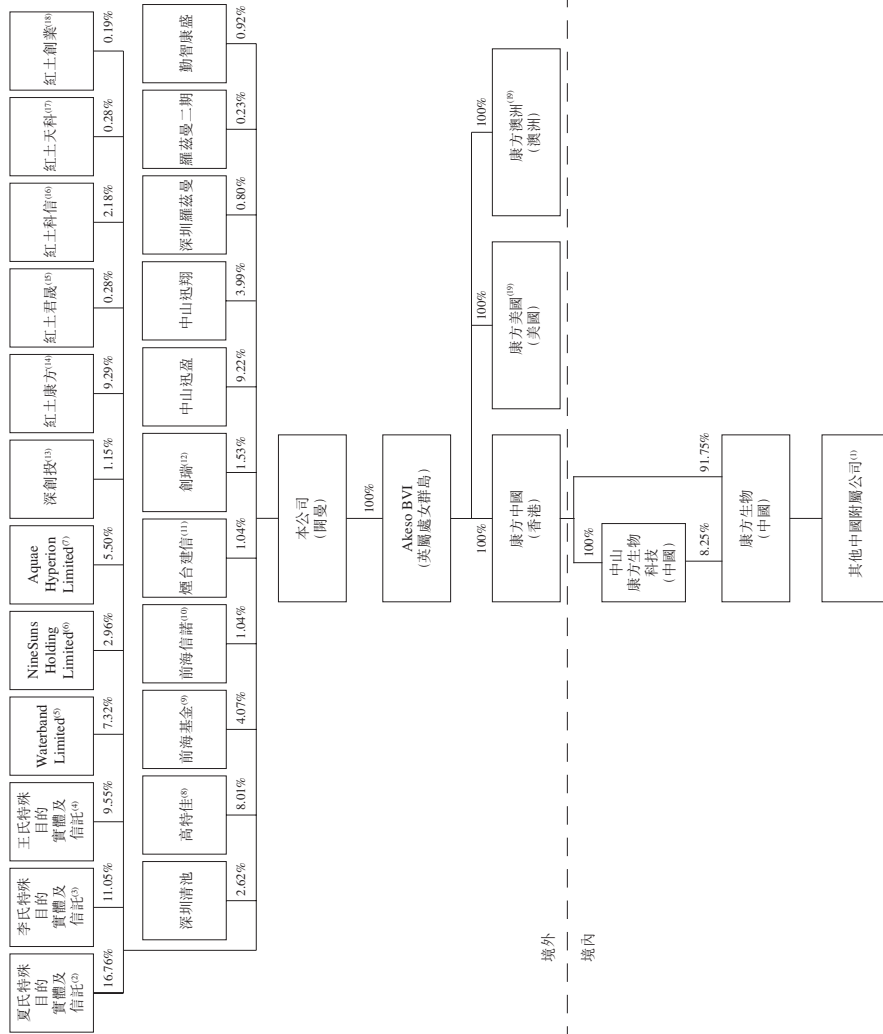 夏氏特殊
目的
實體及
信託(2)
16.76%
李氏特殊
目的
實體及
信託(3)
11.05%
王氏特殊
目的
實體及
信託(4)
9.55%
Waterband
Limited(5)
7.32%
NineSuns
Holding
Limited(6)
2.96%
Aquae
Hyperion
Limited(7)
5.50%
深創投(13)
1.15%
紅土康方(14)
9.29%
紅土君晟(15)
0.28%
紅土科信(16)
2.18%
紅土天科(17)
0.28%
紅土創業(18)
0.19%
深圳清池
2.62%
高特佳(8)
8.01%
前海基金(9)
4.07%
前海信諾(10)
1.04%
煙台建信(11)
1.04%
創瑞(12)
1.53%
中山迅盈
9.22%
中山迅翔
3.99%
深圳羅茲曼
0.80%
羅茲曼二期
0.23%
勤智康盛
0.92%
本公司
(開曼)
100%
Akeso BVI
(英屬處女群島)
100%
100%
100%
康方中國
(香港)
康方美國(19)
(美國)
康方澳洲(19)
(澳洲)
境外
境內
100%
91.75%
中山
康方生物
科技
(中國)
8.25%
康方生物
(中國)
其他中國附屬公司(1)